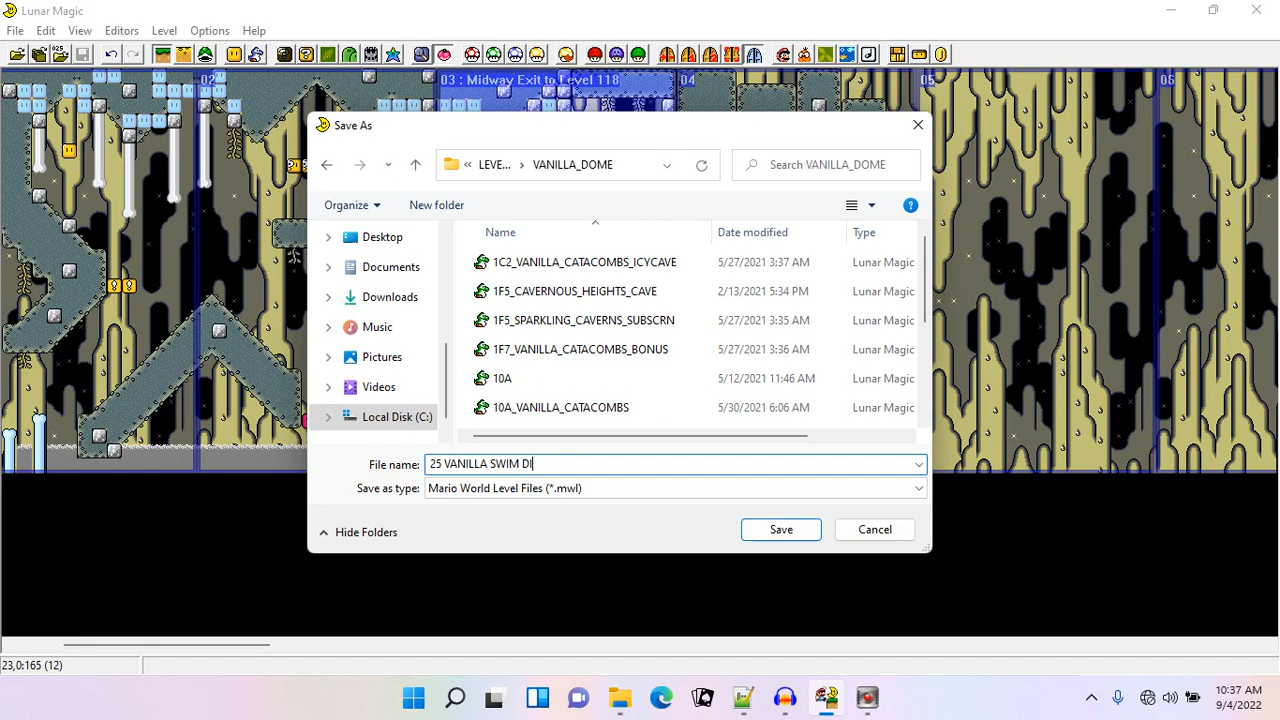 Lunar Magic
File Edit View Editors Level Options Help
02
03 : Midway Exit to Level 118
04
05
06
Save As
« LEVE... › VANILLA_DOME
Search VANILLA_DOME
Organize
New folder
Name Date modified Type
Desktop
Documents
Downloads
Music
Pictures
Videos
Local Disk (C:)
1C2_VANILLA_CATACOMBS_ICYCAVE 5/27/2021 3:37 AM Lunar Magic
1F5_CAVERNOUS_HEIGHTS_CAVE 2/13/2021 5:34 PM Lunar Magic
1F5_SPARKLING_CAVERNS_SUBSCRN 5/27/2021 3:35 AM Lunar Magic
1F7_VANILLA_CATACOMBS_BONUS 5/27/2021 3:36 AM Lunar Magic
10A 5/12/2021 11:46 AM Lunar Magic
10A_VANILLA_CATACOMBS 5/30/2021 6:06 AM Lunar Magic
File name: 25 VANILLA SWIM DI
Save as type: Mario World Level Files (*.mwl)
Hide Folders
Save
Cancel
23,0:165 (12)
10:37 AM
9/4/2022